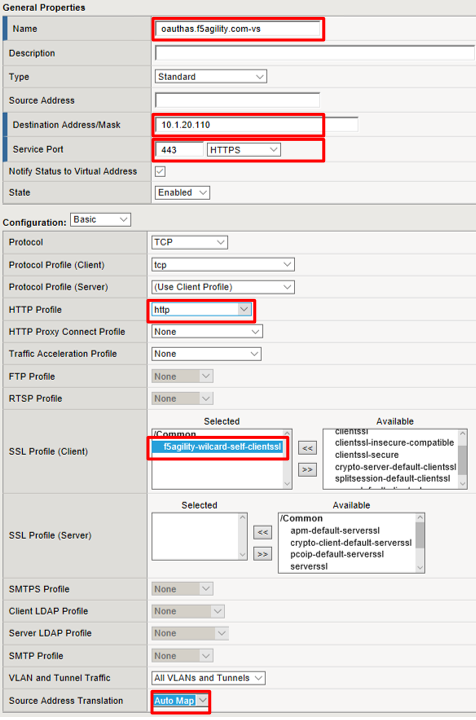 General Properties
Name oauthas.f5agility.com-vs
Description
Type Standard
Source Address
Destination Address/Mask 10.1.20.110
Service Port 443 HTTPS
Notify Status to Virtual Address
State Enabled
Configuration: Basic
Protocol TCP
Protocol Profile (Client) tcp
Protocol Profile (Server) (Use Client Profile)
HTTP Profile http
HTTP Proxy Connect Profile None
Traffic Acceleration Profile None
FTP Profile None
RTSP Profile None
Selected Available
/Common clientssl
f5agility-wilcard-self-clientssl << clientssl-insecure-compatible
clientssl-secure
SSL Profile (Client) >> crypto-server-default-clientssl
splitsession-default-clientssl
Selected Available
/Common
apm-default-serverssl
SSL Profile (Server) << crypto-client-default-serverssl
>> pcoip-default-serverssl
serverssl
SMTPS Profile None
Client LDAP Profile None
Server LDAP Profile None
SMTP Profile None
VLAN and Tunnel Traffic All VLANs and Tunnels
Source Address Translation Auto Map